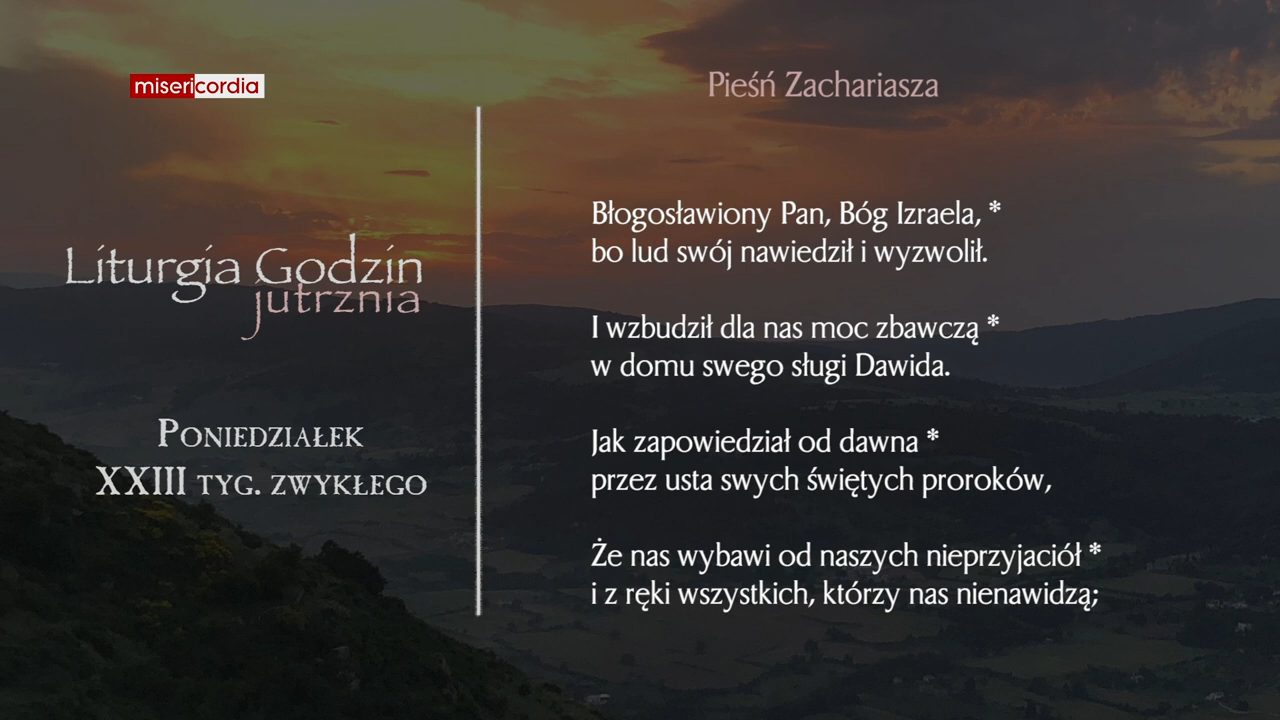 misericordia
Liturgia Godzin
jutrznia
Poniedziałek
XXIII tyg. zwykłego
Pieśń Zachariasza
Błogosławiony Pan, Bóg Izraela, *
bo lud swój nawiedził i wyzwolił.
I wzbudził dla nas moc zbawczą *
w domu swego sługi Dawida.
Jak zapowiedział od dawna *
przez usta swych świętych proroków,
Że nas wybawi od naszych nieprzyjaciół *
i z ręki wszystkich, którzy nas nienawidzą;